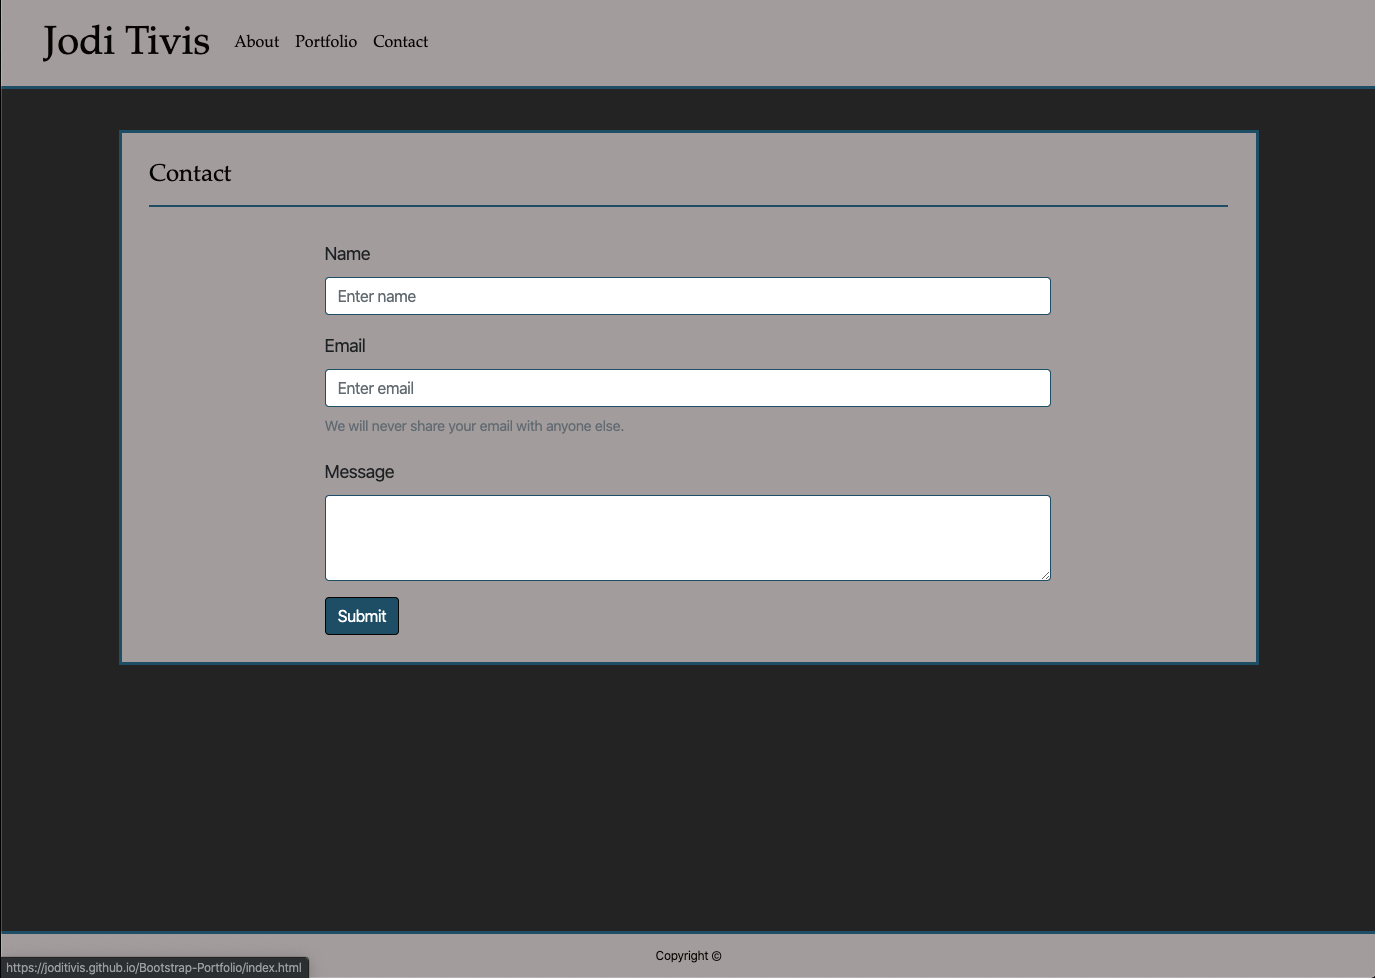 Jodi Tivis About Portfolio Contact
Contact
Name
Enter name
Email
Enter email
We will never share your email with anyone else.
Message
Submit
Copyright ©
https://joditivis.github.io/Bootstrap-Portfolio/index.html